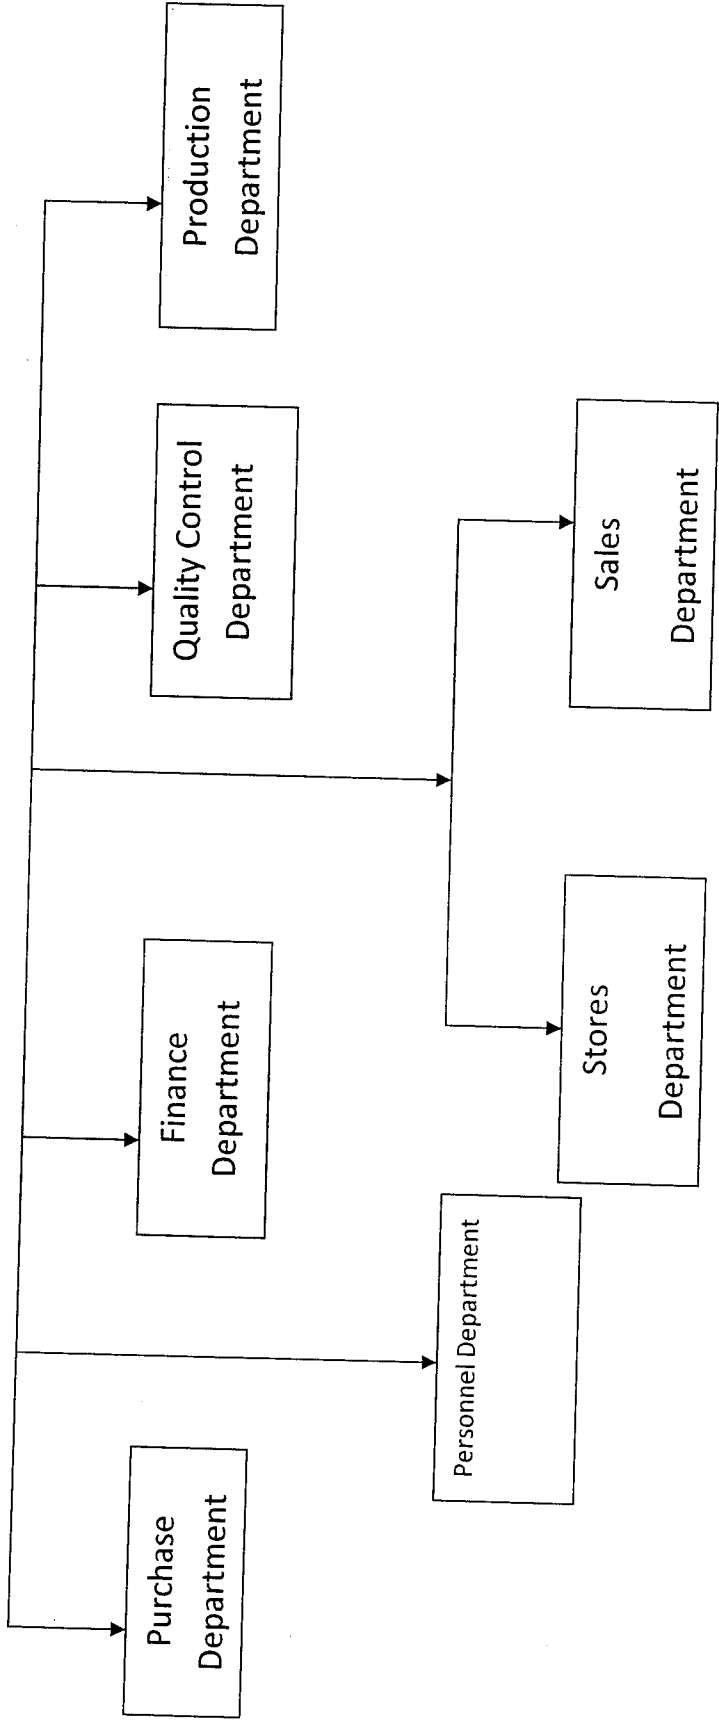 Purchase
Department
Finance
Department
Quality Control
Department
Production
Department
Personnel Department
Stores
Department
Sales
Department